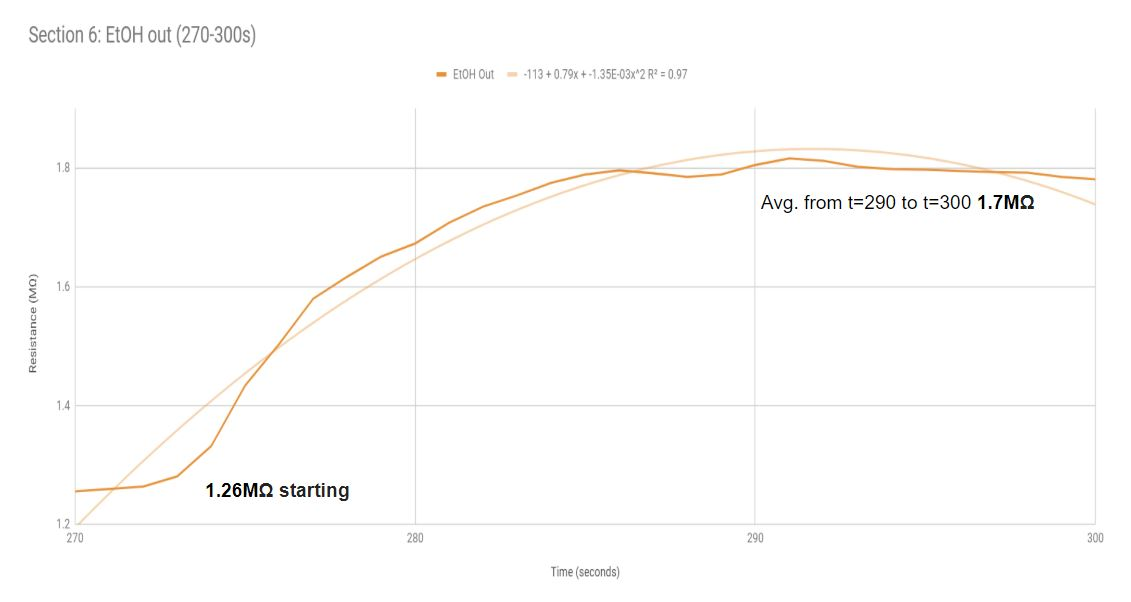 Section 6: EtOH out (270-300s)
EtOH Out -113 + 0.79x + -1.35E-03x^2 R² = 0.97
1.8
Avg. from t=290 to t=300 1.7MΩ
1.6
Resistance (MΩ)
1.4
1.26MΩ starting
1.2
270 280 290 300
Time (seconds)